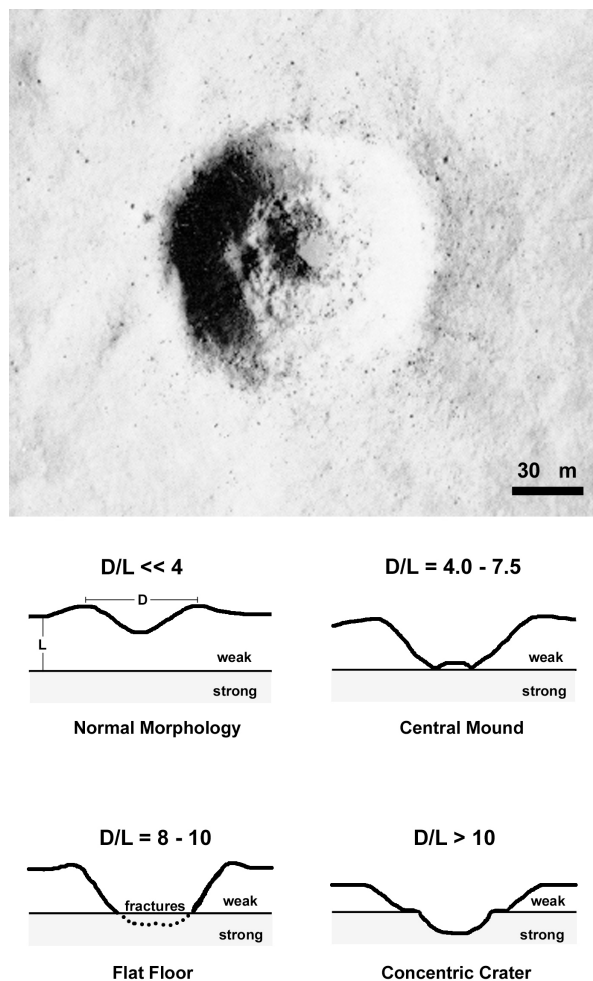 30 m
D/L << 4
D/L = 4.0 - 7.5
D
L
weak
strong
Normal Morphology
weak
strong
Central Mound
D/L = 8 - 10
D/L > 10
fractures
weak
strong
Flat Floor
weak
strong
Concentric Crater